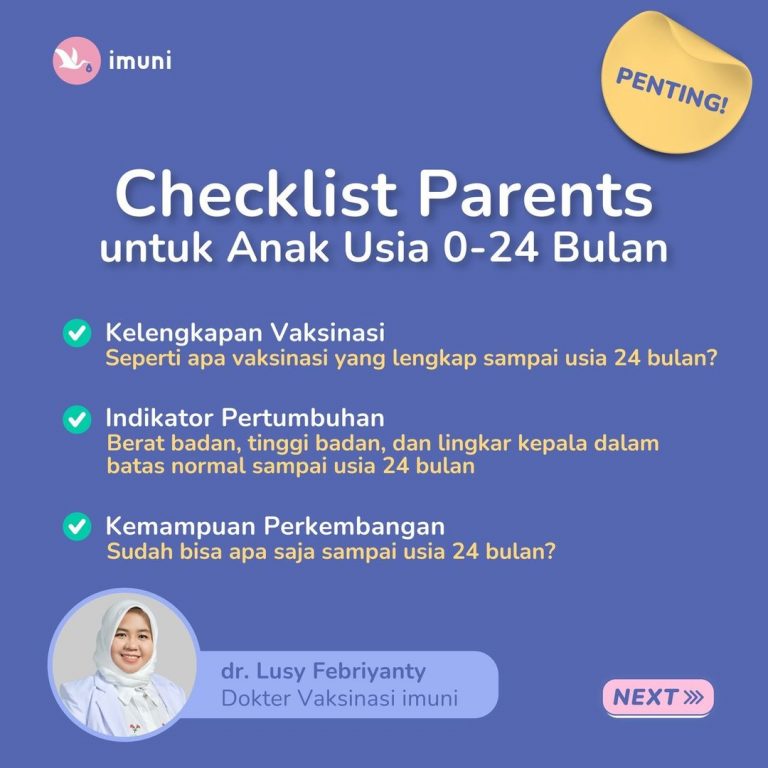 imuni
PENTING!
Checklist Parents
untuk Anak Usia 0-24 Bulan
Kelengkapan Vaksinasi
Seperti apa vaksinasi yang lengkap sampai usia 24 bulan?
Indikator Pertumbuhan
Berat badan, tinggi badan, dan lingkar kepala dalam
batas normal sampai usia 24 bulan
Kemampuan Perkembangan
Sudah bisa apa saja sampai usia 24 bulan?
dr. Lusy Febriyanty
Dokter Vaksinasi imuni
NEXT